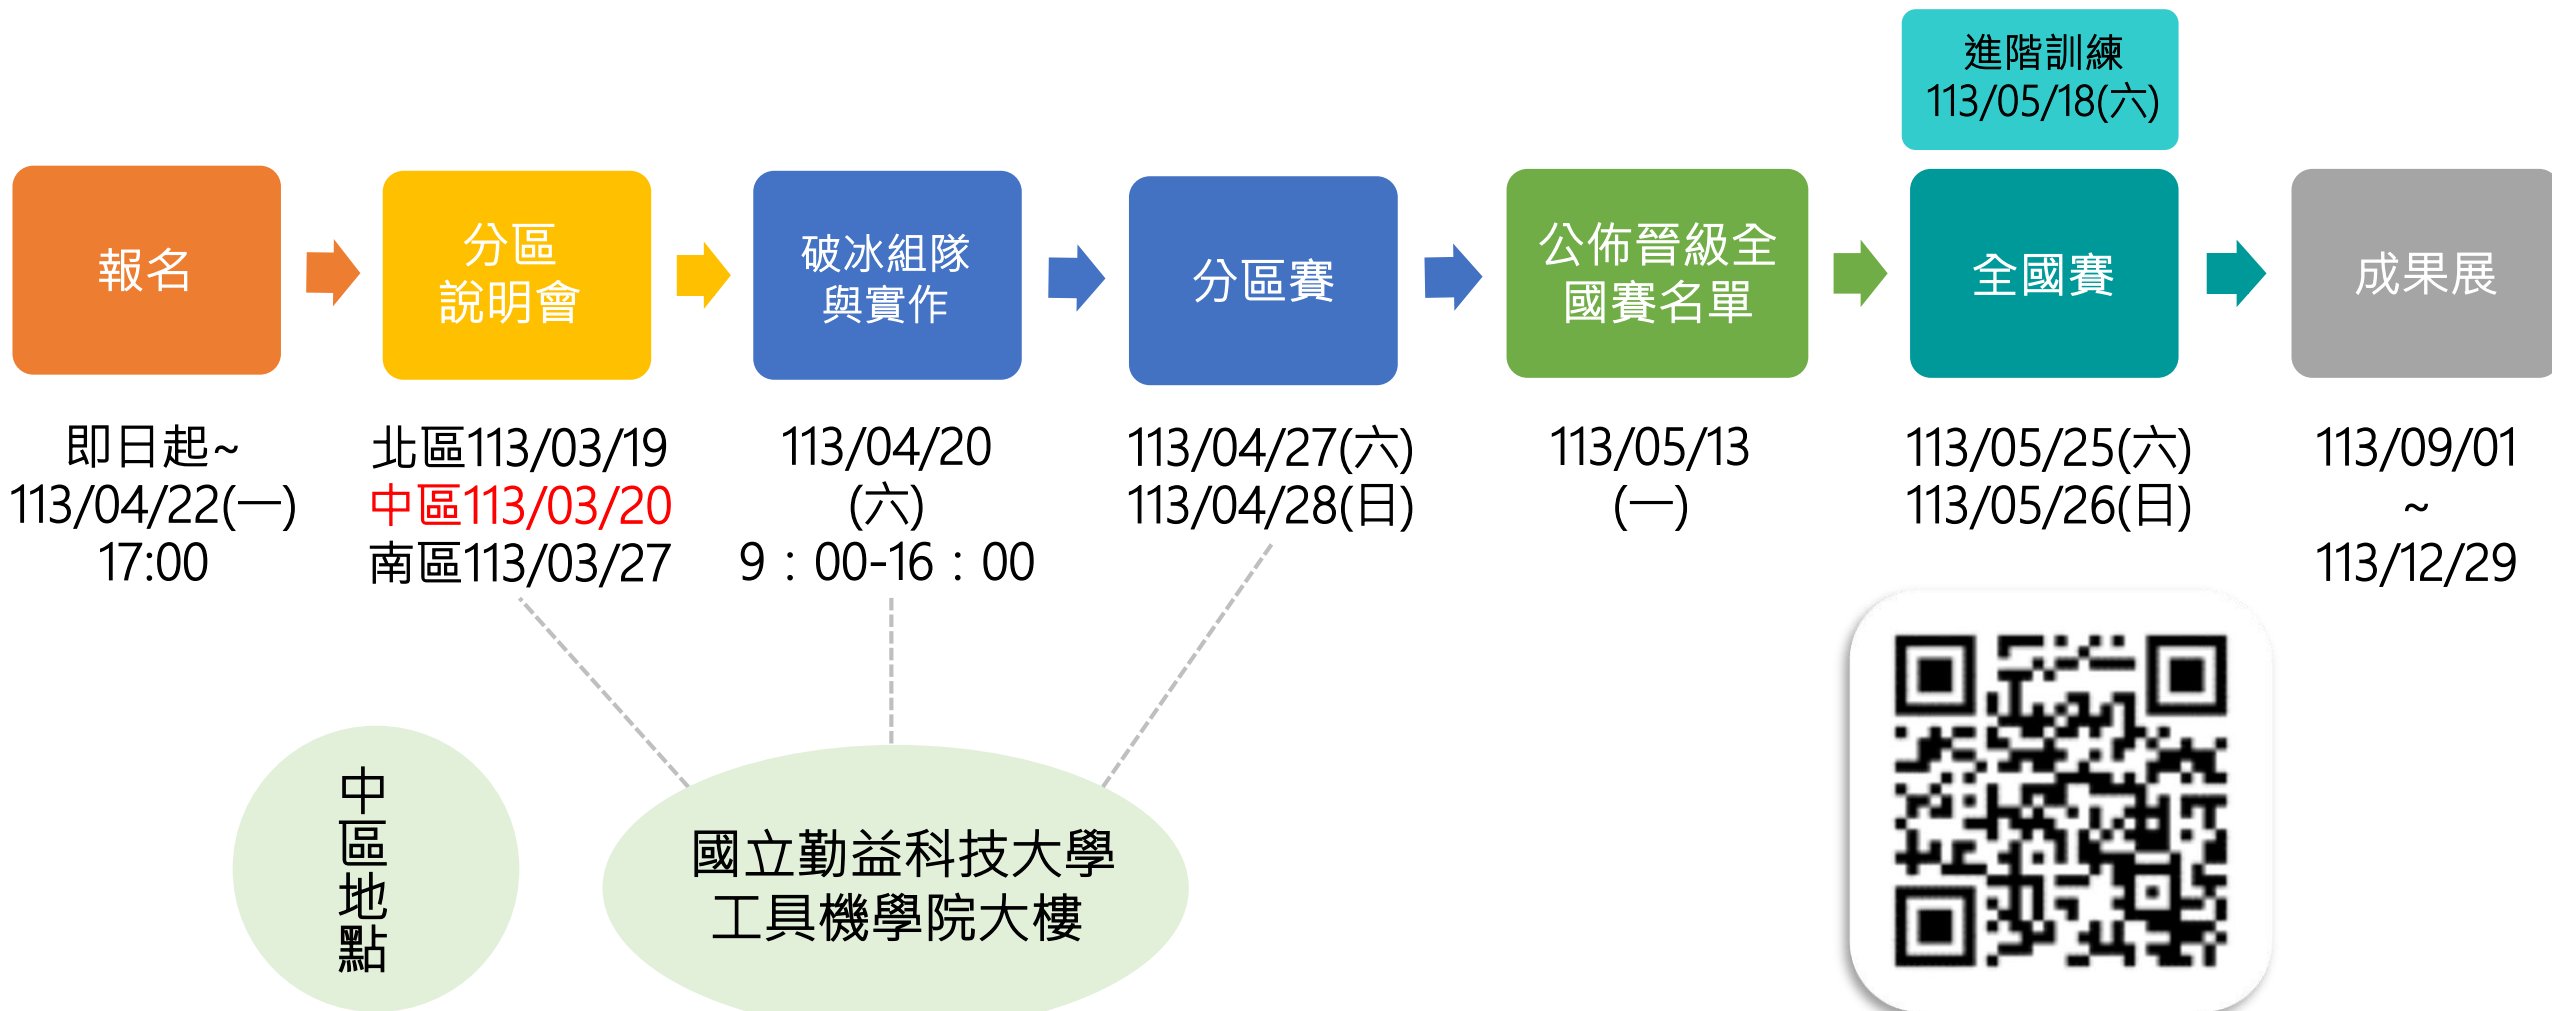 進階訓練
113/05/18(六)
報名
分區
說明會
破冰組隊
與實作
分區賽
公佈晉級全
國賽名單
全國賽
成果展
即日起~
113/04/22(一)
17:00
北區113/03/19
中區113/03/20
南區113/03/27
113/04/20
(六)
9：00-16：00
113/04/27(六)
113/04/28(日)
113/05/13
(一)
113/05/25(六)
113/05/26(日)
113/09/01
~
113/12/29
中區地點
國立勤益科技大學
工具機學院大樓